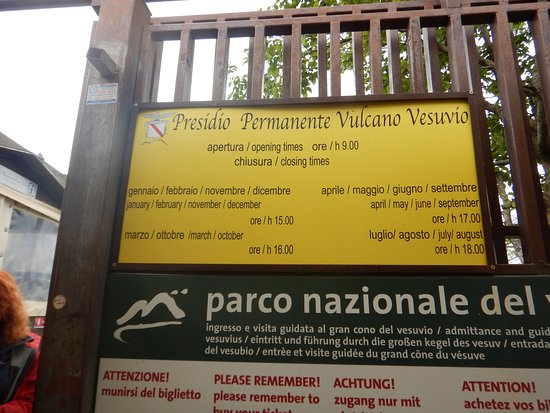 Presidio Permanente Vulcano Vesuvio
apertura / opening times ore / h 9.00
chiusura / closing times
gennaio / febbraio / novembre / dicembre
january / february / november / december
ore / h 15.00
marzo / ottobre /march / october
ore / h 16.00
aprile / maggio / giugno / settembre
april / may / june / september
ore / h 17.00
luglio/ agosto / july/ august
ore / h 18.00
parco nazionale del
ingresso e visita guidata al gran cono del vesuvio / admittance and guid
vesuvius / eintritt und führung durch die großen kegel des vesuv / entrada
del vesubio / entrèe et visite guidée du grand cône du vésuve
ATTENZIONE!
munirsi del biglietto
PLEASE REMEMBER!
please remember to
buy your ticket
ACHTUNG!
zugang nur mit
ATTENTION!
achetez vos bi